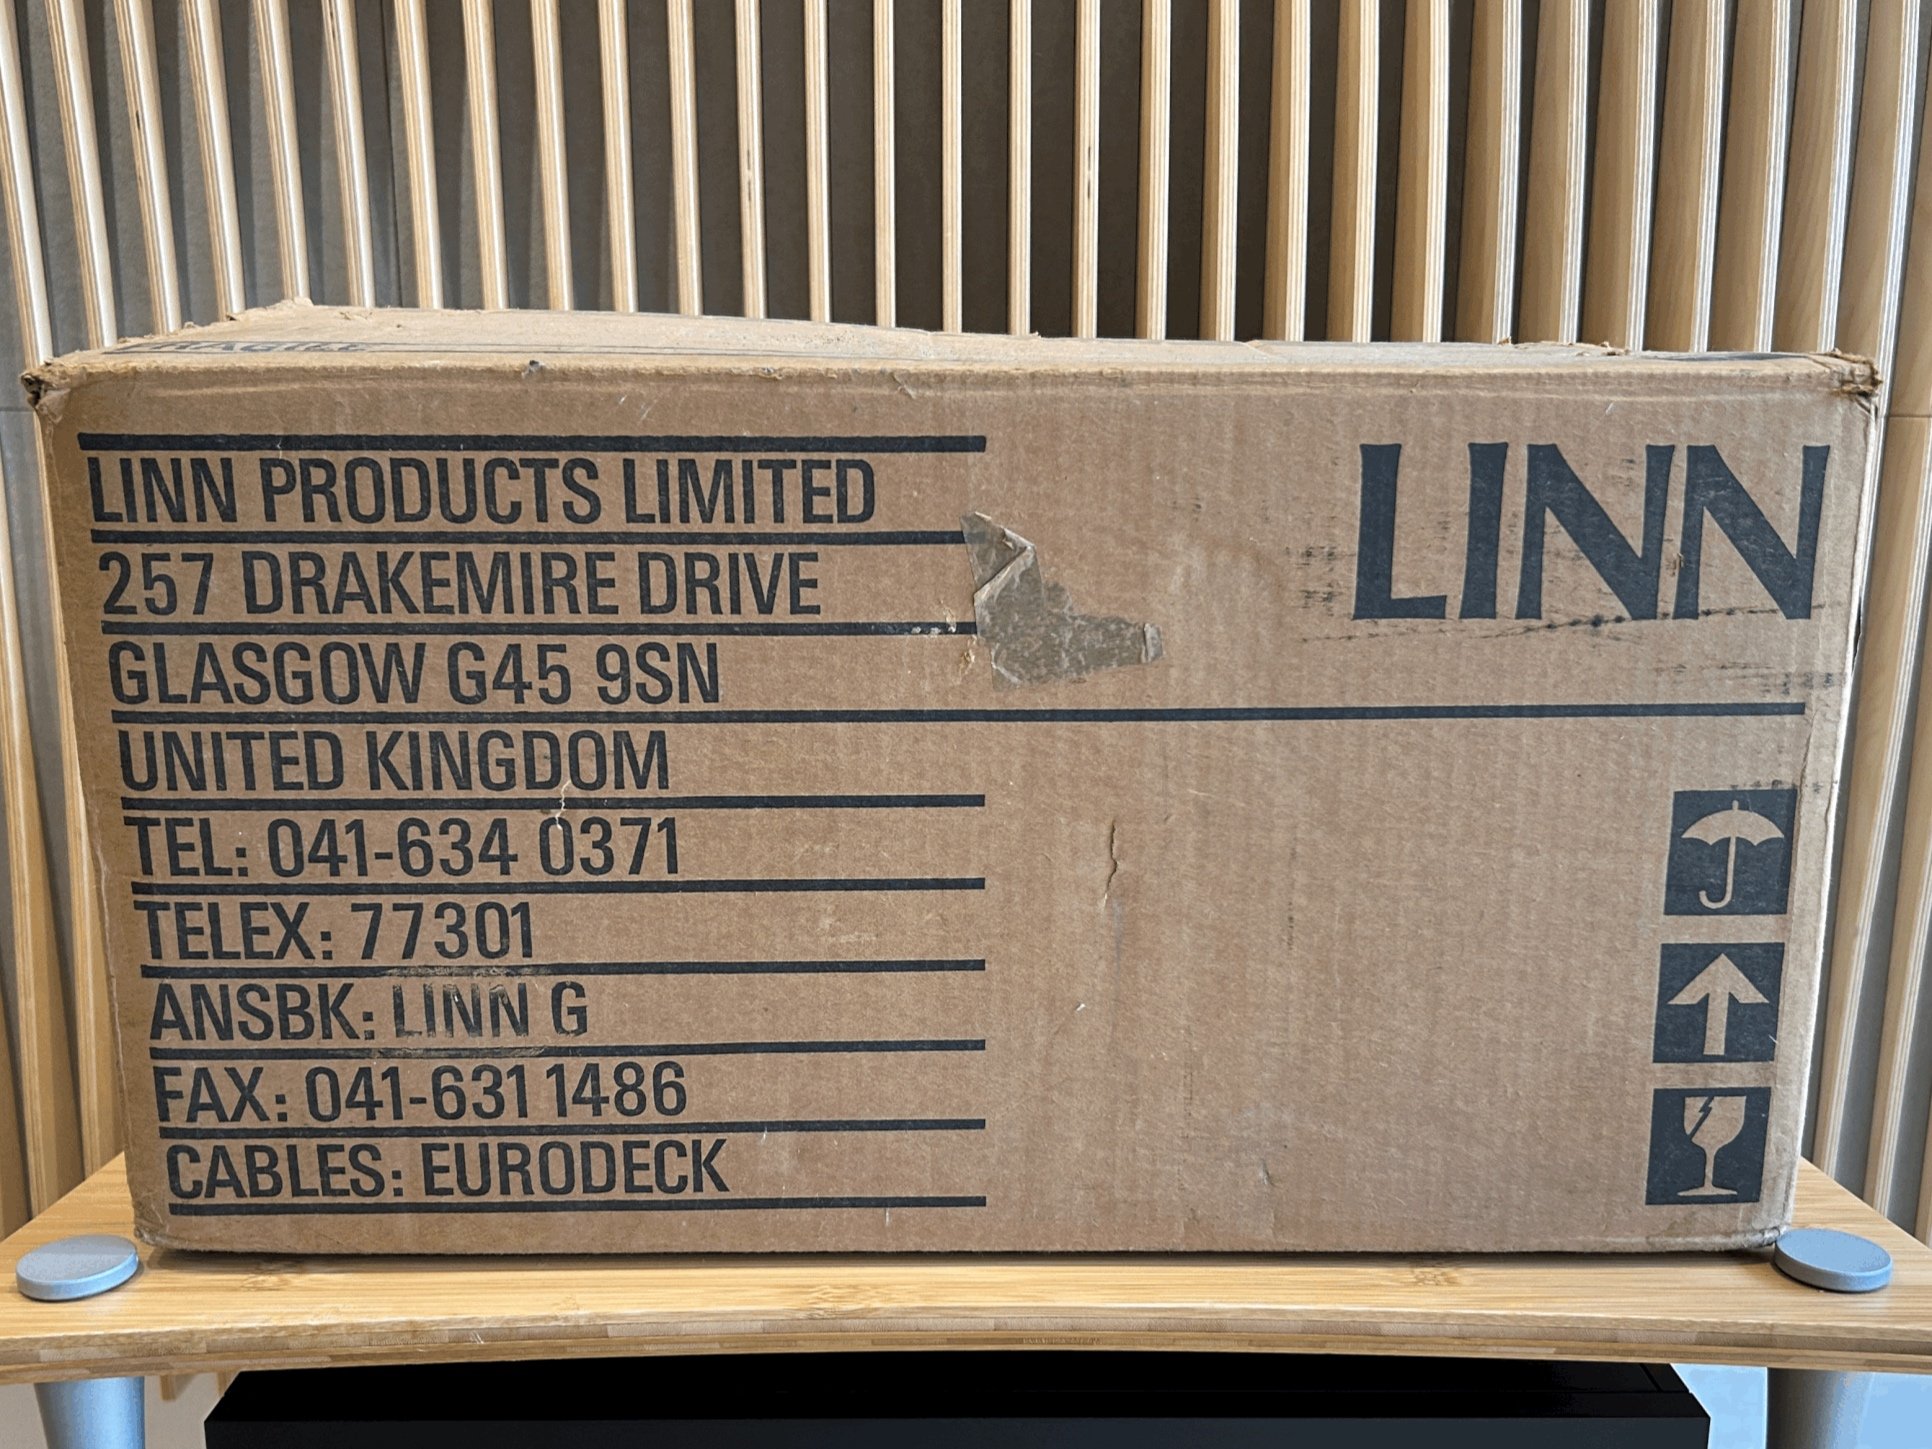 FRAGILE
LINN PRODUCTS LIMITED
257 DRAKEMIRE DRIVE
GLASGOW G45 9SN
UNITED KINGDOM
TEL: 041-634 0371
TELEX: 77301
ANSBK: LINN G
FAX: 041-631 1486
CABLES: EURODECK
LINN